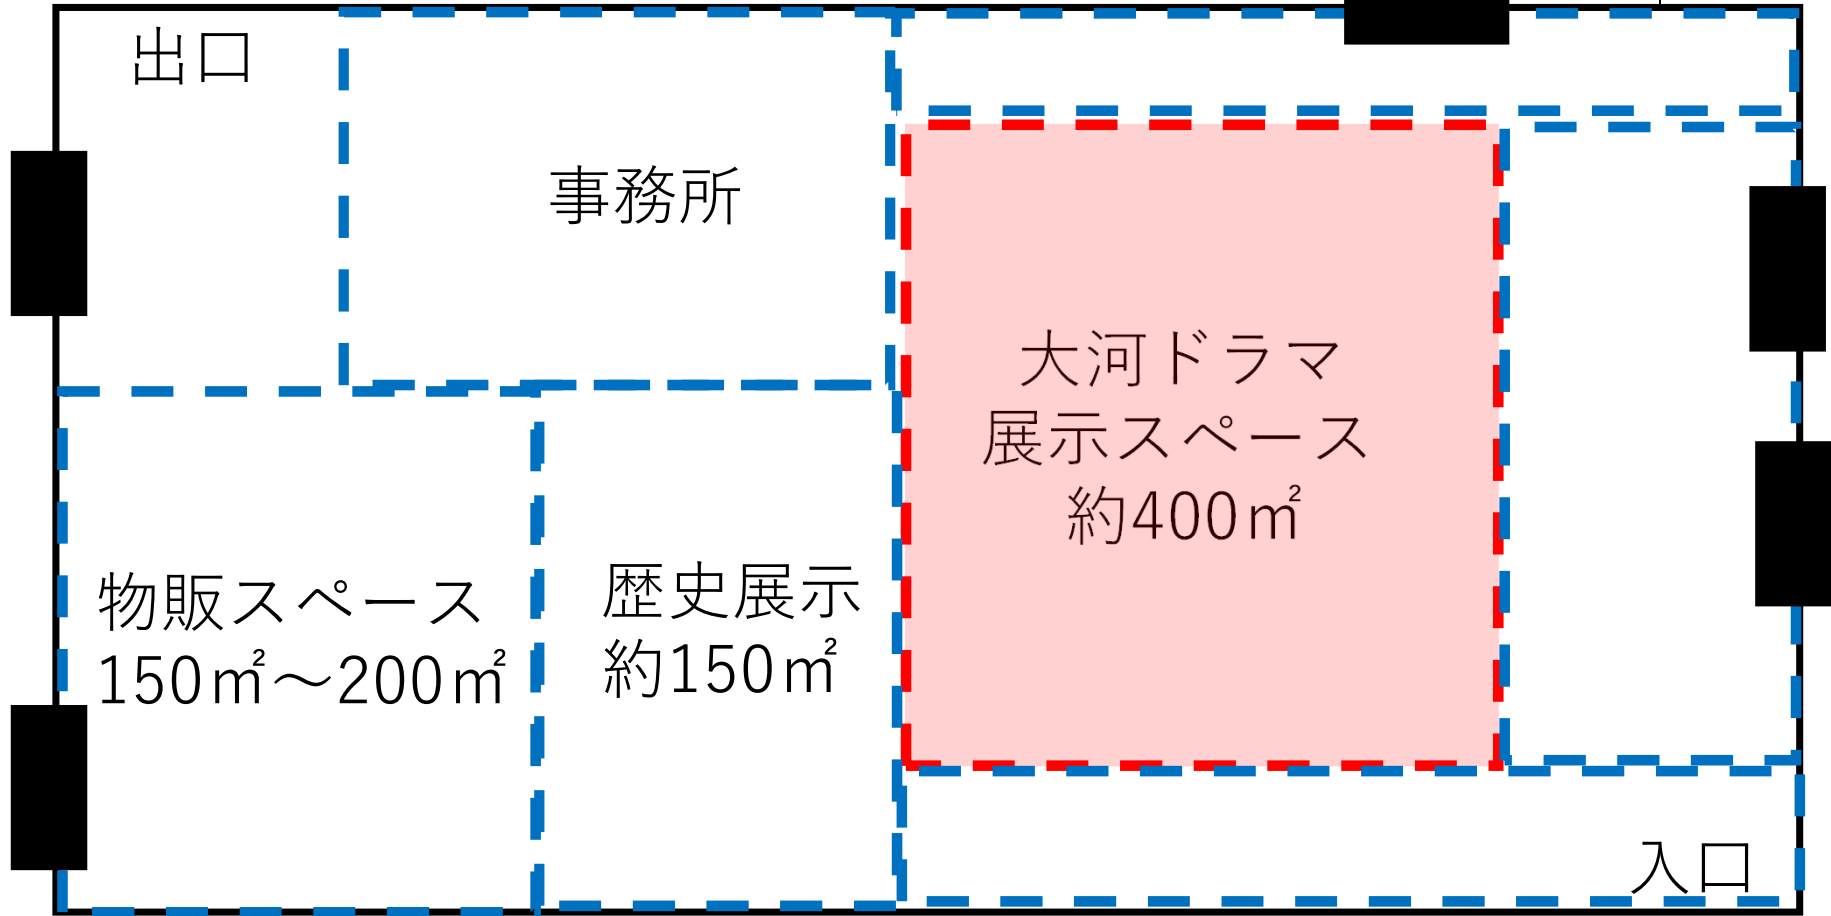 出口
事務所
大河ドラマ
展示スペース
約400㎡
物販スペース
150㎡～200㎡
歴史展示
約150㎡
入口